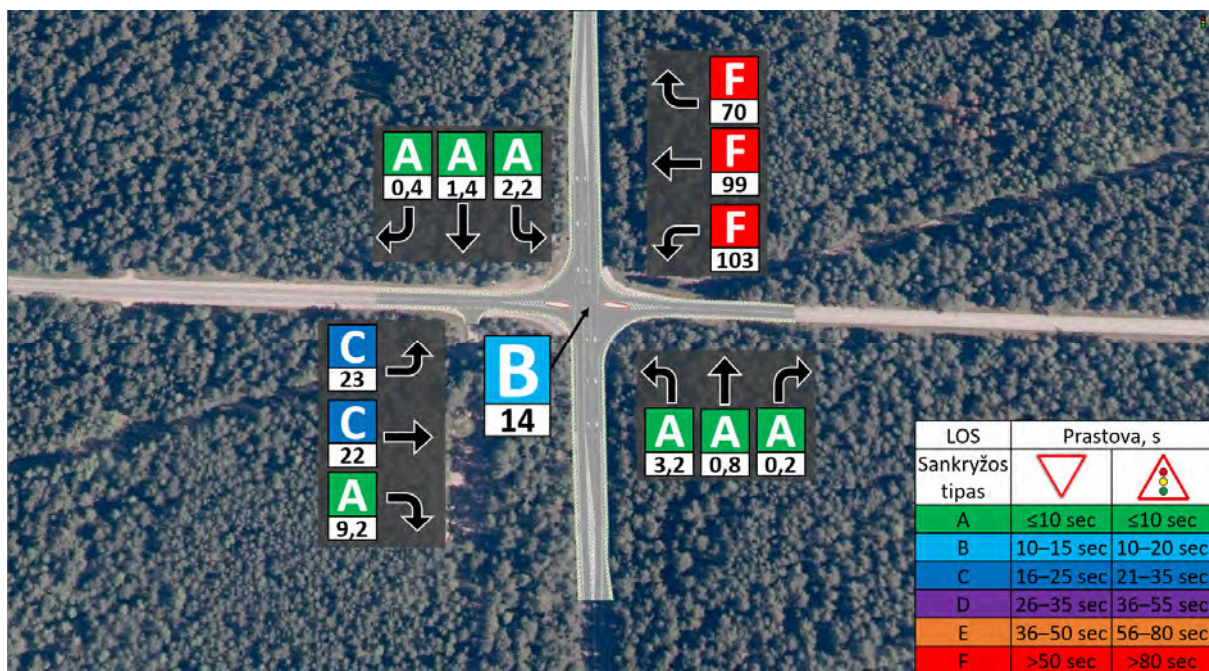 F
70
A A A
0,4 1,4 2,2
F
99
F
103
C
23
C
22
A
9,2
B
14
A A A
3,2 0,8 0,2
LOS Prastova, s
Sankryžos
tipas
A ≤10 sec ≤10 sec
B 10–15 sec 10–20 sec
C 16–25 sec 21–35 sec
D 26–35 sec 36–55 sec
E 36–50 sec 56–80 sec
F >50 sec >80 sec